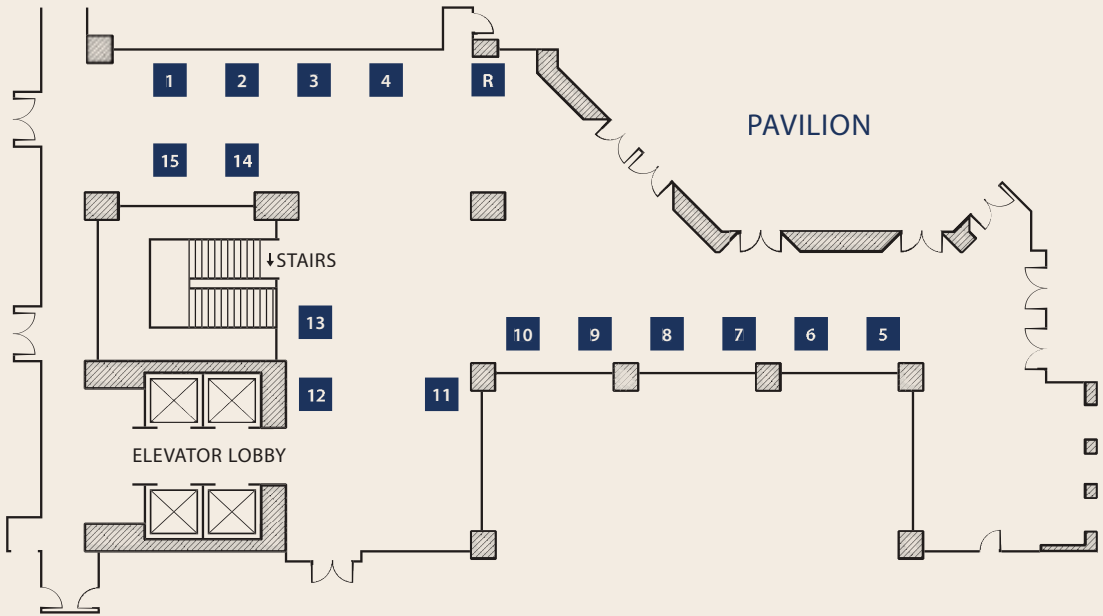 1 2 3 4 R
PAVILION
15 14
STAIRS
13
10 9 8 7 6 5
12 11
ELEVATOR LOBBY